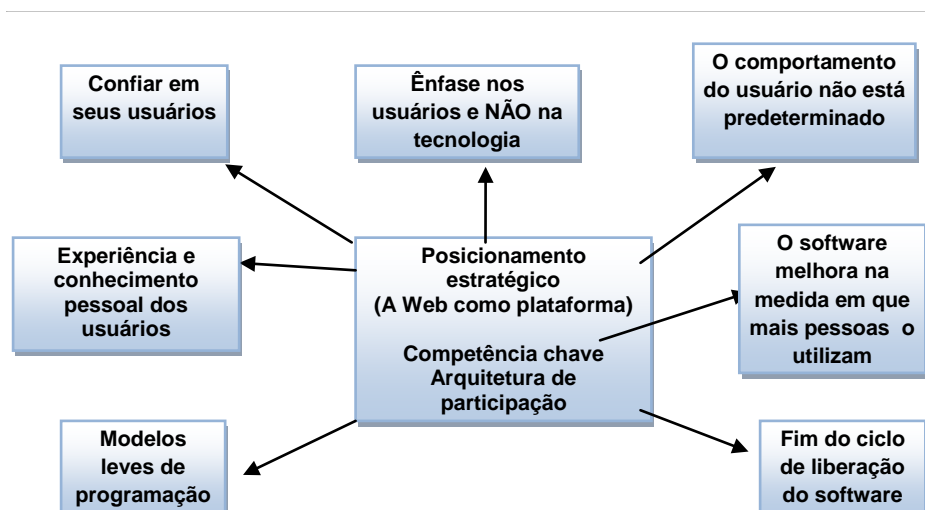 Confiar em
seus usuários
Ênfase nos
usuários e NÃO na
tecnologia
O comportamento
do usuário não está
predeterminado
Experiência e
conhecimento
pessoal dos
usuários
Posicionamento
estratégico
(A Web como plataforma)
Competência chave
Arquitetura de
participação
O software
melhora na
medida em que
mais pessoas o
utilizam
Modelos
leves de
programação
Fim do ciclo
de liberação
do software